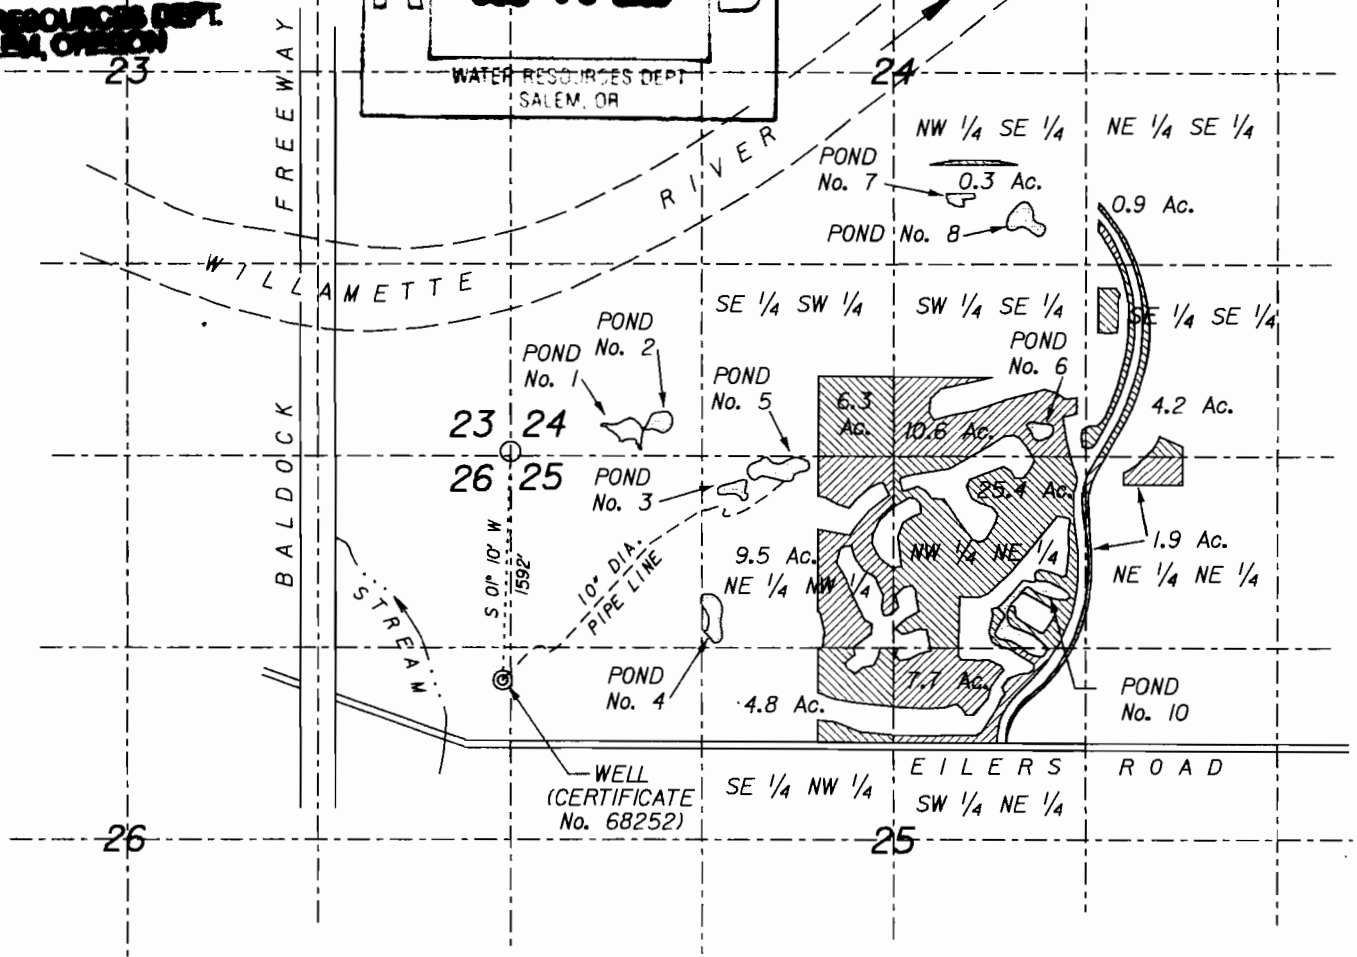 RESOURCES DEPT.
SALEM, OREGON
WATER RESOURCES DEPT
SALEM, OR
23
24
FREEWAY
BALDOCK
WILLAMETTE
RIVER
NW 1/4 SE 1/4
NE 1/4 SE 1/4
POND
No. 7
0.3 Ac.
0.9 Ac.
POND No. 8
SE 1/4 SW 1/4
SW 1/4 SE 1/4
SE 1/4 SE 1/4
POND
No. 2
POND
No. 1
POND
No. 5
POND
No. 6
6.3
Ac.
10.6 Ac.
4.2 Ac.
23 24
26 25
POND
No. 3
25.4 Ac.
S 01° 10' W
1592'
10" DIA.
PIPE LINE
9.5 Ac.
NE 1/4 NW 1/4
NW 1/4 NE 1/4
1.9 Ac.
NE 1/4 NE 1/4
STREAM
POND
No. 4
4.8 Ac.
7.7 Ac.
POND
No. 10
WELL
(CERTIFICATE
No. 68252)
SE 1/4 NW 1/4
EILERS ROAD
SW 1/4 NE 1/4
26
25